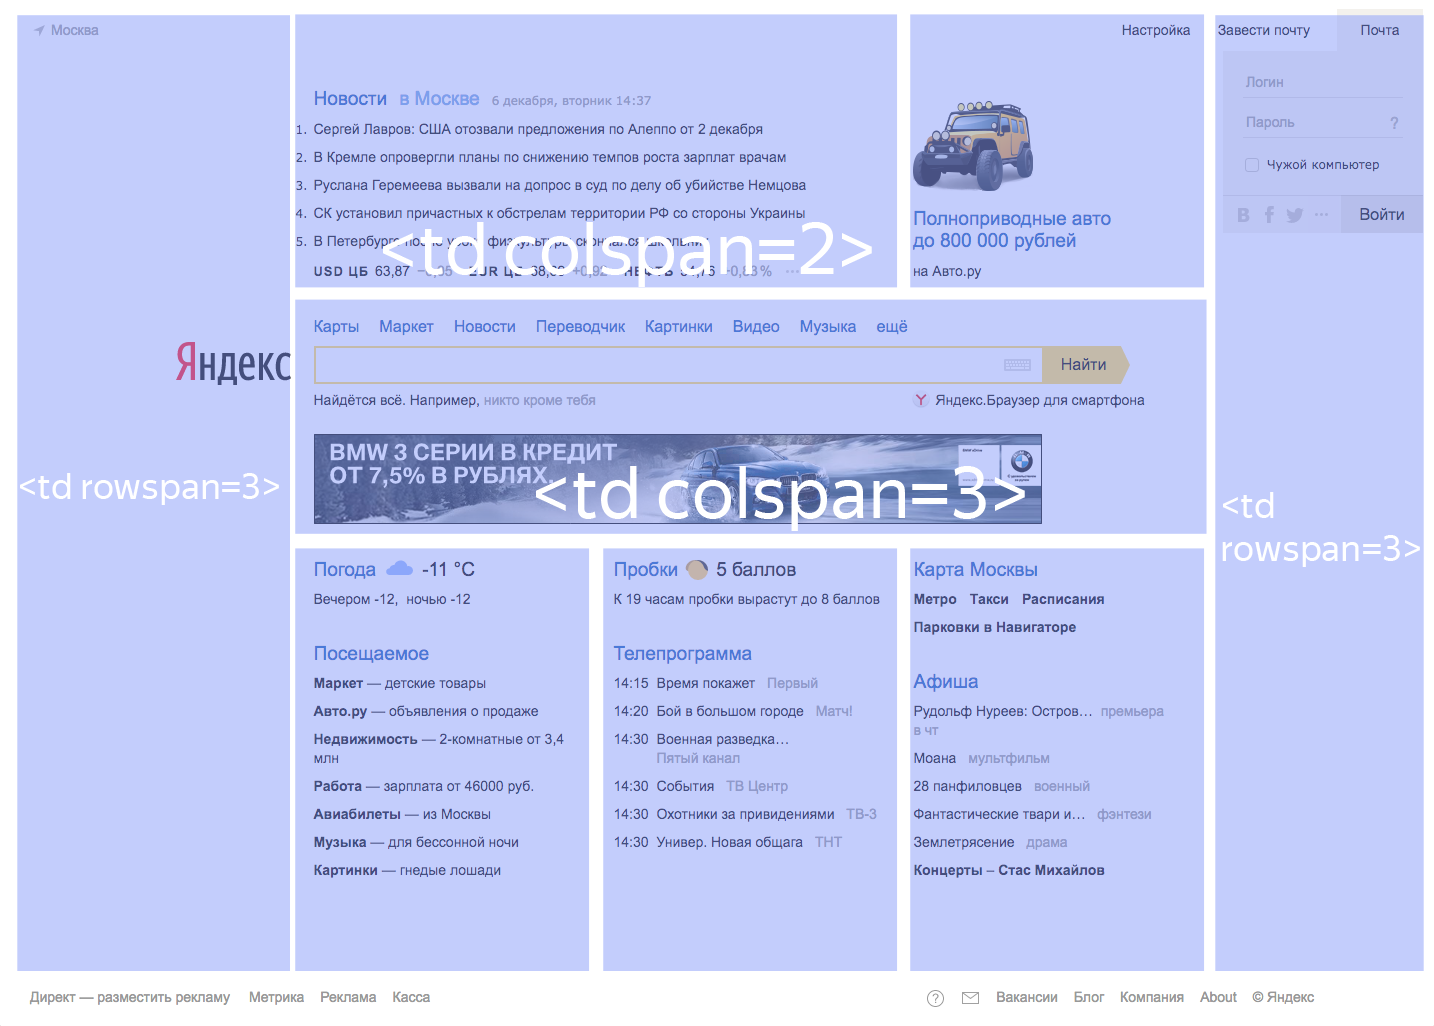 Москва
Настройка
Завести почту
Почта
Новости в Москве 6 декабря, вторник 14:37
1. Сергей Лавров: США отозвали предложения по Алеппо от 2 декабря
2. В Кремле опровергли планы по снижению темпов роста зарплат врачам
3. Руслана Геремеева вызвали на допрос в суд по делу об убийстве Немцова
4. СК установил причастных к обстрелам территории РФ со стороны Украины
5. В Петербурге после урока физкультуры скончался школьник
USD ЦБ 63,87 EUR ЦБ НЕФТЬ −0,83% ···
<td colspan=2>
Полноприводные авто
до 800 000 рублей
на Авто.ру
Логин
Пароль ?
Чужой компьютер
Войти
Карты Маркет Новости Переводчик Картинки Видео Музыка ещё
Яндекс
Найти
Найдётся всё. Например, никто кроме тебя
Яндекс.Браузер для смартфона
BMW 3 СЕРИИ В КРЕДИТ
ОТ 7,5% В РУБЛЯХ.
<td colspan=3>
<td rowspan=3>
<td
rowspan=3>
Погода -11 °C
Вечером -12, ночью -12
Посещаемое
Маркет — детские товары
Авто.ру — объявления о продаже
Недвижимость — 2-комнатные от 3,4
млн
Работа — зарплата от 46000 руб.
Авиабилеты — из Москвы
Музыка — для бессонной ночи
Картинки — гнедые лошади
Пробки 5 баллов
К 19 часам пробки вырастут до 8 баллов
Телепрограмма
14:15 Время покажет Первый
14:20 Бой в большом городе Матч!
14:30 Военная разведка…
Пятый канал
14:30 События ТВ Центр
14:30 Охотники за привидениями ТВ-3
14:30 Универ. Новая общага ТНТ
Карта Москвы
Метро Такси Расписания
Парковки в Навигаторе
Афиша
Рудольф Нуреев: Остров… премьера
в чт
Моана мультфильм
28 панфиловцев военный
Фантастические твари и… фэнтези
Землетрясение драма
Концерты – Стас Михайлов
Директ — разместить рекламу Метрика Реклама Касса
? Вакансии Блог Компания About © Яндекс